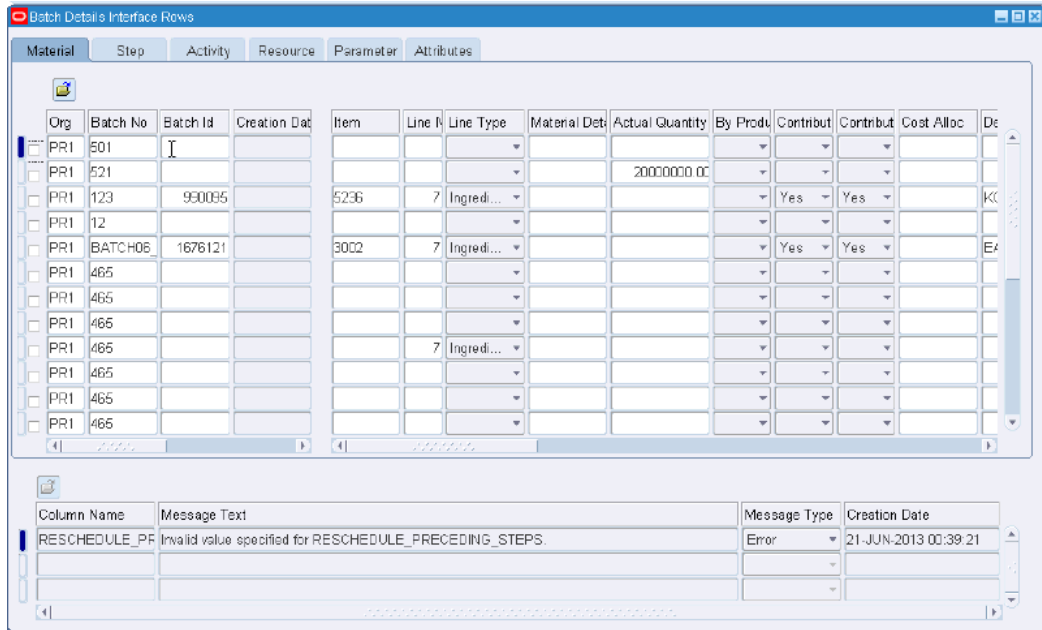 Batch Details Interface Rows
Material Step Activity Resource Parameter Attributes
Org Batch No Batch Id Creation Dat Item Line N Line Type Material Deta Actual Quantity By Produ Contribut Contribut Cost Alloc De
PR1 501
PR1 521 20000000.00
PR1 123 990095 5236 7 Ingredi... Yes Yes KO
PR1 12
PR1 BATCH06_ 1676121 3002 7 Ingredi... Yes Yes EA
PR1 465
PR1 465
PR1 465
PR1 465 7 Ingredi...
PR1 465
PR1 465
PR1 465
Column Name Message Text Message Type Creation Date
RESCHEDULE_PR Invalid value specified for RESCHEDULE_PRECEDING_STEPS. Error 21-JUN-2013 00:39:21